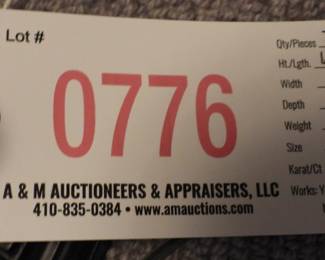 Lot #
0776
A & M AUCTIONEERS & APPRAISERS, LLC
410-835-0384 • www.amauctions.com
Qty/Pieces
Ht./Lgth.
Width
Depth
Weight
Size
Karat/Ct
Works: Y